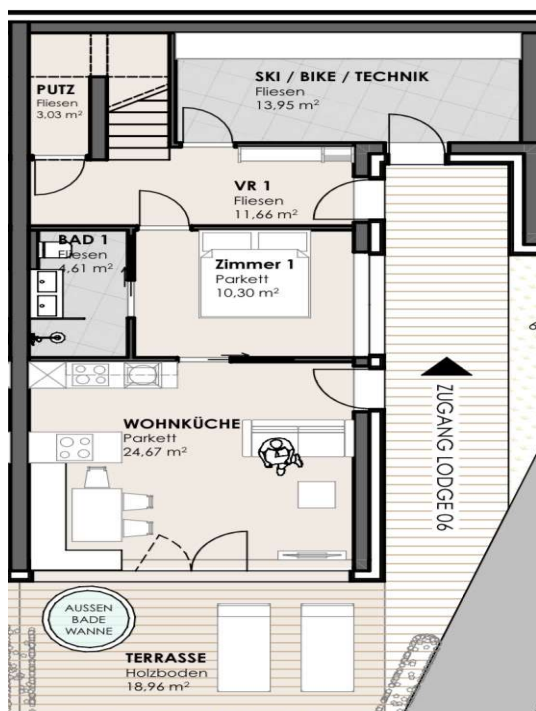 PUTZ
Fliesen
3,03 m²
SKI / BIKE / TECHNIK
Fliesen
13,95 m²
VR 1
Fliesen
11,66 m²
BAD 1
Fliesen
4,61 m²
Zimmer 1
Parkett
10,30 m²
WOHNKÜCHE
Parkett
24,67 m²
ZUGANG LODGE 06
AUSSEN
BADE
WANNE
TERRASSE
Holzboden
18,96 m²